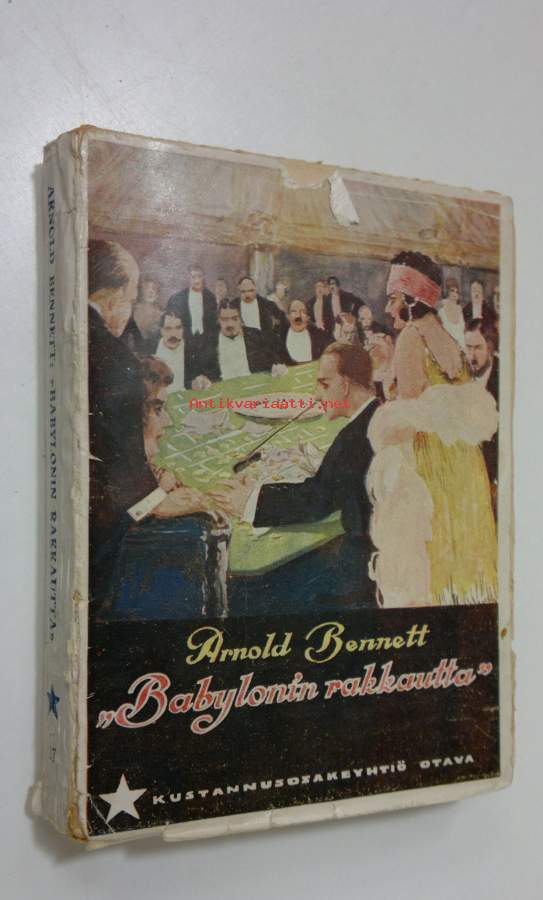 Antikvariaatti.net
Arnold Bennett
„Babylonin rakkautta”
KUSTANNUSOSAKEYHTIÖ OTAVA
ARNOLD BENNETT: „BABYLONIN RAKKAUTTA”